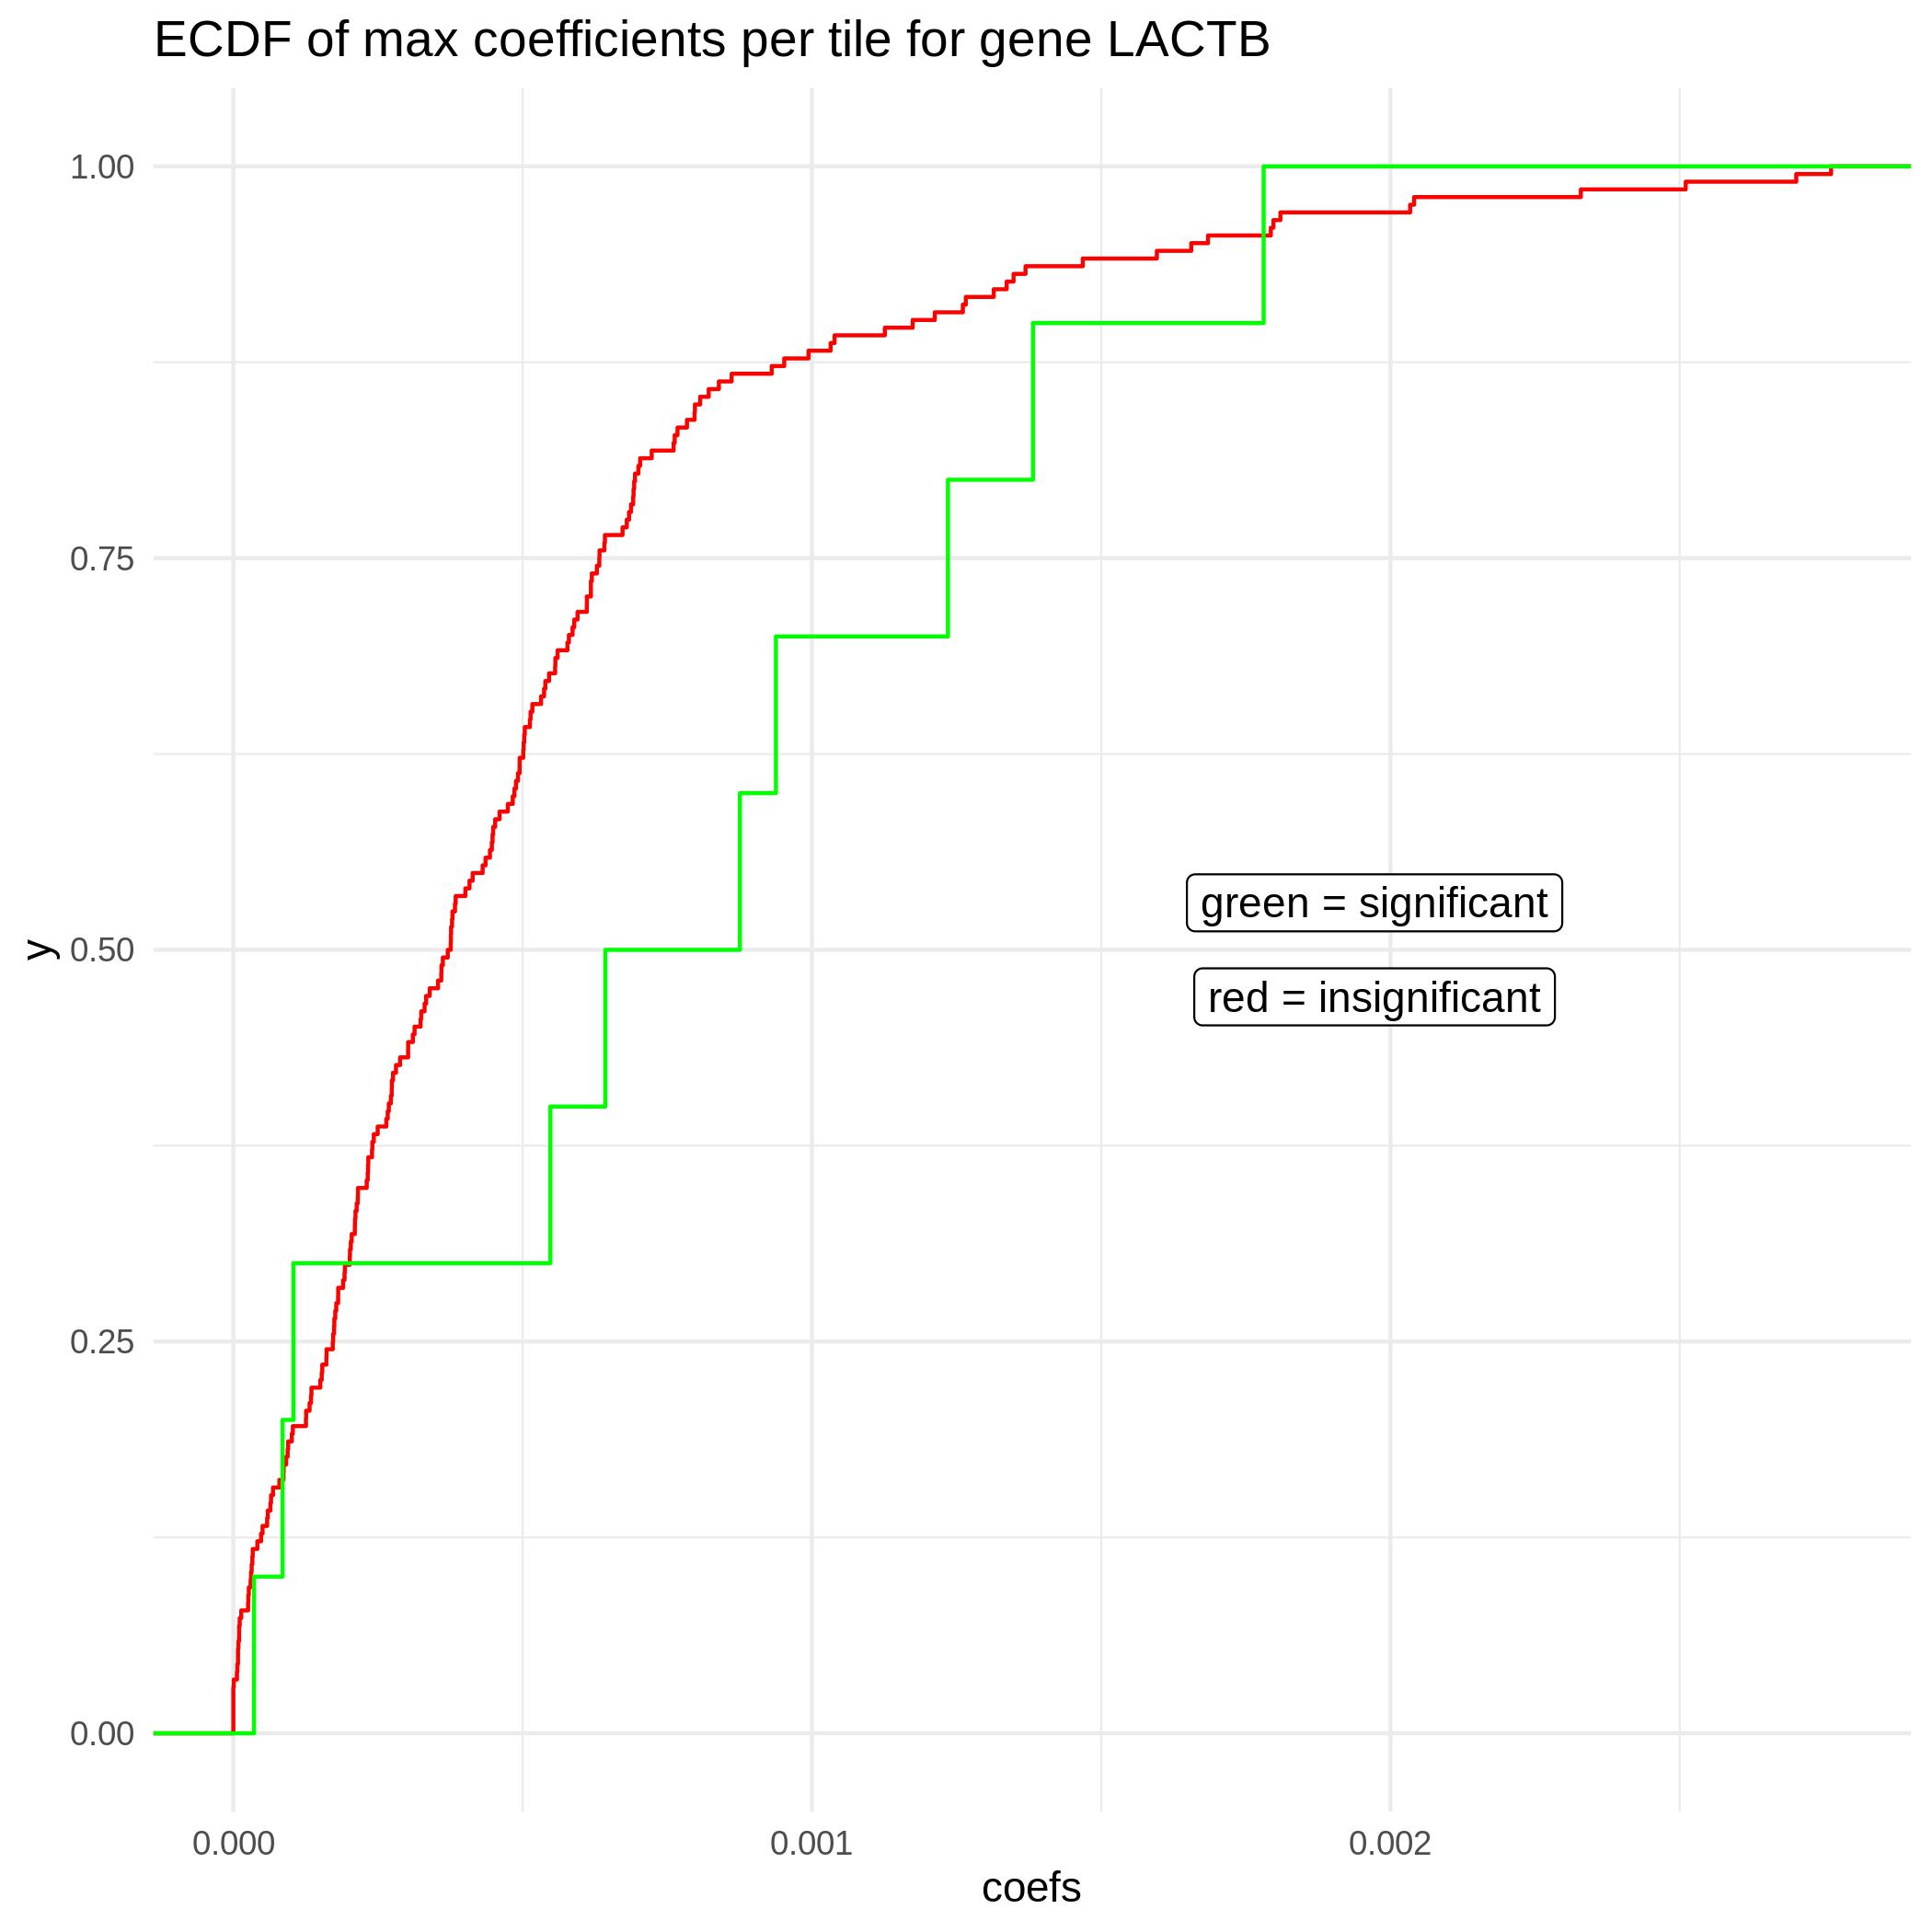 ECDF of max coefficients per tile for gene LACTB
1.00
0.75
0.50
0.25
0.00
y
green = significant
red = insignificant
0.000
0.001
0.002
coefs